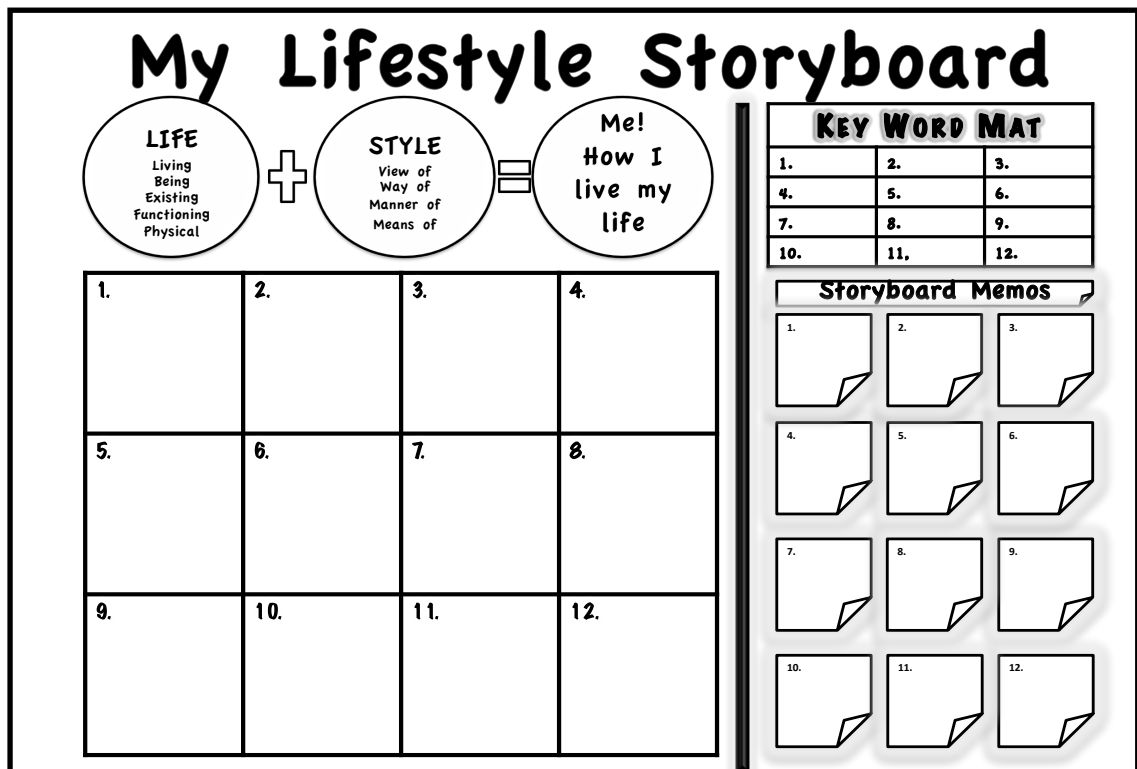 My Lifestyle Storyboard
LIFE
Living
Being
Existing
Functioning
Physical
+
STYLE
View of
Way of
Manner of
Means of
=
Me!
How I
live my
life
1. 2. 3. 4.
5. 6. 7. 8.
9. 10. 11. 12.
KEY WORD MAT
1. 2. 3.
4. 5. 6.
7. 8. 9.
10. 11, 12.
Storyboard Memos
1. 2. 3.
4. 5. 6.
7. 8. 9.
10. 11. 12.